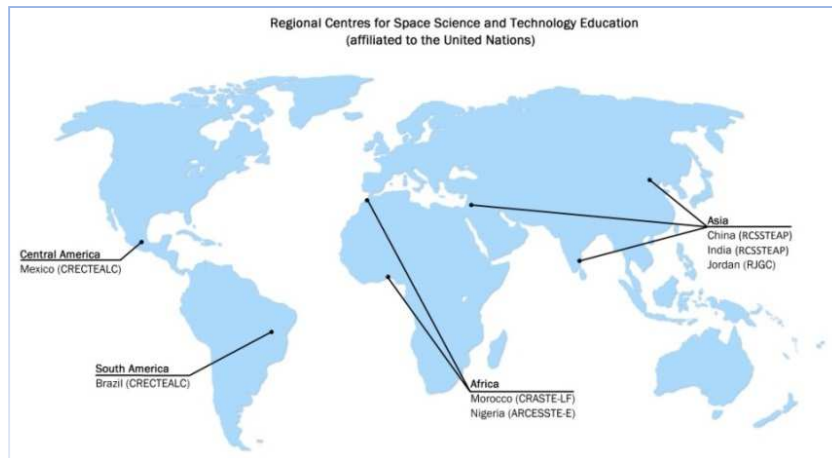 Regional Centres for Space Science and Technology Education
(affiliated to the United Nations)
Asia
China (RCSSTEAP)
India (RCSSTEAP)
Jordan (RJGC)
Central America
Mexico (CRECTEALC)
South America
Brazil (CRECTEALC)
Africa
Morocco (CRASTE-LF)
Nigeria (ARCESSTE-E)